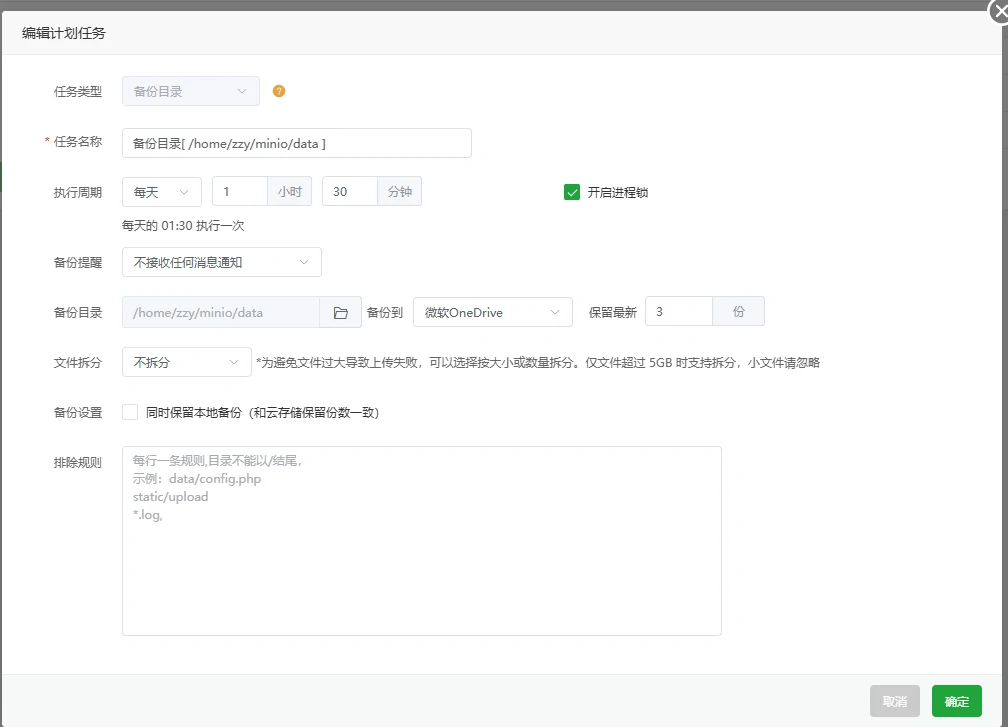 编辑计划任务
任务类型 备份目录 ?
* 任务名称 备份目录[ /home/zzy/minio/data ]
执行周期 每天 1 小时 30 分钟 开启进程锁
每天的 01:30 执行一次
备份提醒 不接收任何消息通知
备份目录 /home/zzy/minio/data 备份到 微软OneDrive 保留最新 3 份
文件拆分 不拆分 *为避免文件过大导致上传失败，可以选择按大小或数量拆分。仅文件超过 5GB 时支持拆分，小文件请忽略
备份设置 同时保留本地备份（和云存储保留份数一致）
排除规则 每行一条规则,目录不能以/结尾，
示例：data/config.php
static/upload
*.log,
取消 确定